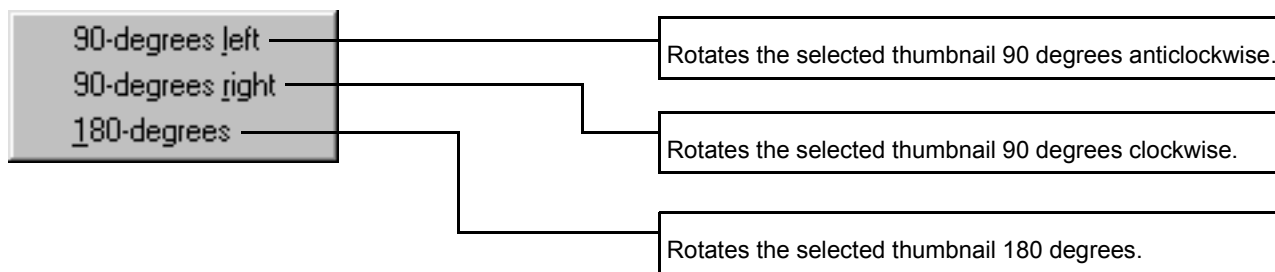 90-degrees left
90-degrees right
180-degrees
Rotates the selected thumbnail 90 degrees anticlockwise.
Rotates the selected thumbnail 90 degrees clockwise.
Rotates the selected thumbnail 180 degrees.